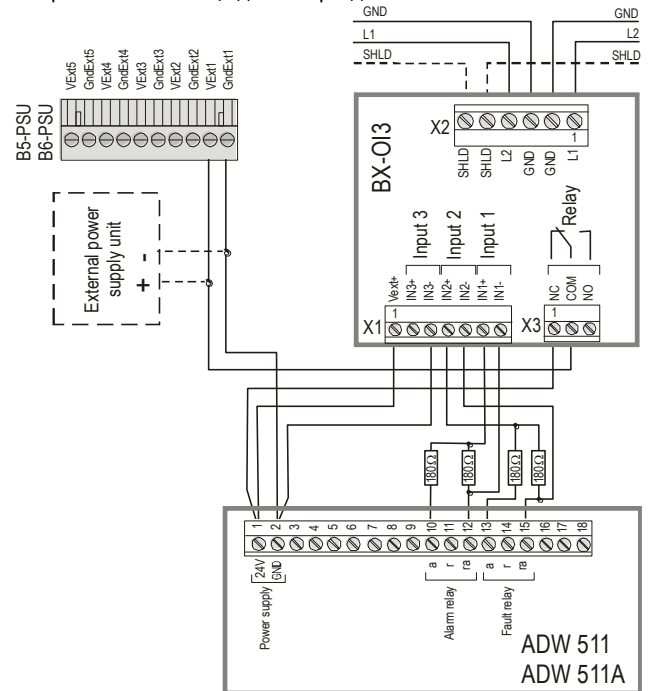 GND
GND
L1
L2
SHLD
SHLD
VExt5
GndExt5
VExt4
GndExt4
VExt3
GndExt3
VExt2
GndExt2
VExt1
GndExt1
B5-PSU
B6-PSU
X2
1
SHLD
SHLD
L2
GND
GND
L1
BX-OI3
External power
supply unit
+ -
Input 3
Input 2
Input 1
Relay
Vext+
IN3+
IN3-
IN2+
IN2-
IN1+
IN1-
NC
COM
NO
X1
1
X3
1
180Ω
180Ω
180Ω
180Ω
1
2
3
4
5
6
7
8
9
10
11
12
13
14
15
16
17
18
24V
GND
a
r
ra
a
r
ra
Power supply
Alarm relay
Fault relay
ADW 511
ADW 511A